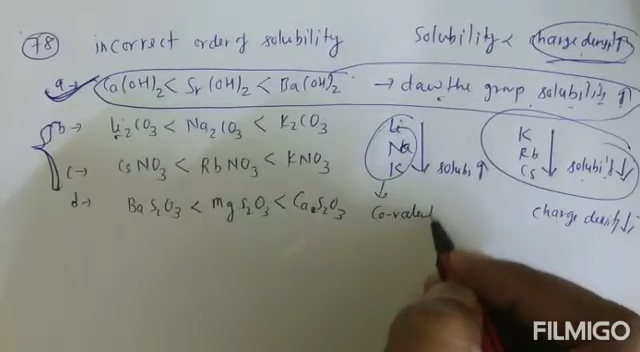 78 incorrect order of solubility
Solubility ∝ charge density ↑
a → Ca(OH)2 < Sr(OH)2 < Ba(OH)2 → down the group solubility ↑
b → Li2CO3 < Na2CO3 < K2CO3
c → CsNO3 < RbNO3 < KNO3
d → BaS2O3 < MgS2O3 < CaS2O3
Li
Na
K
↓ solub ↑
K
Rb
Cs
↓ solubi ↓
Co-valent
charge density ↓
FILMIGO